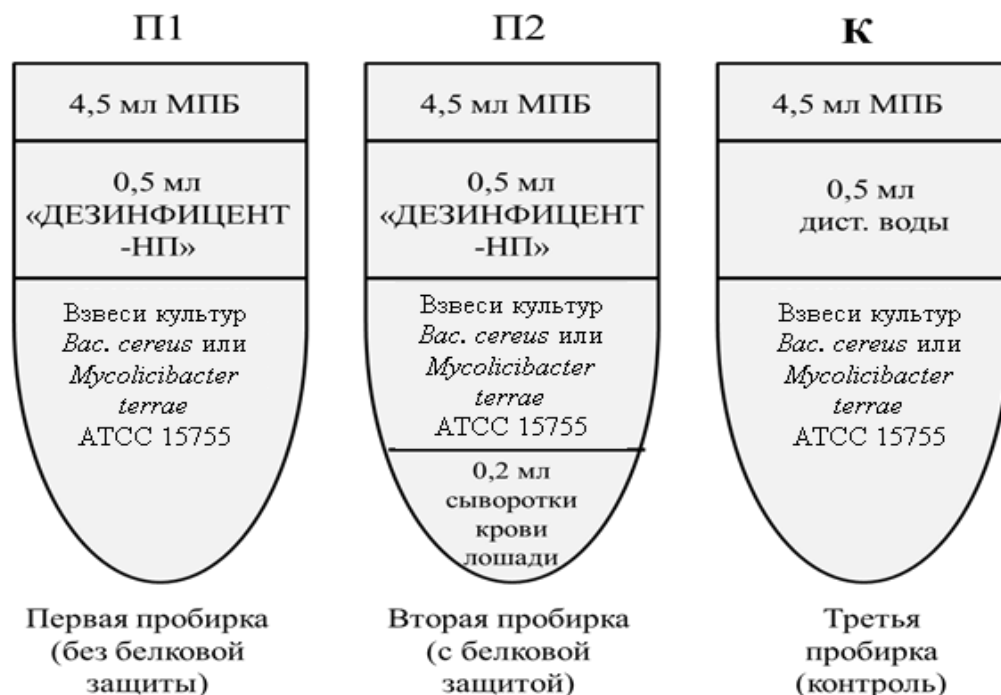 П1
4,5 мл МПБ
0,5 мл
«ДЕЗИНФИЦЕНТ
-НП»
Взвеси культур
Bac. cereus или
Mycolicibacter
terrae
АТСС 15755
Первая пробирка
(без белковой
защиты)
П2
4,5 мл МПБ
0,5 мл
«ДЕЗИНФИЦЕНТ
-НП»
Взвеси культур
Bac. cereus или
Mycolicibacter
terrae
АТСС 15755
0,2 мл
сыворотки
крови
лошади
Вторая пробирка
(с белковой
защитой)
К
4,5 мл МПБ
0,5 мл
дист. воды
Взвеси культур
Bac. cereus или
Mycolicibacter
terrae
АТСС 15755
Третья
пробирка
(контроль)